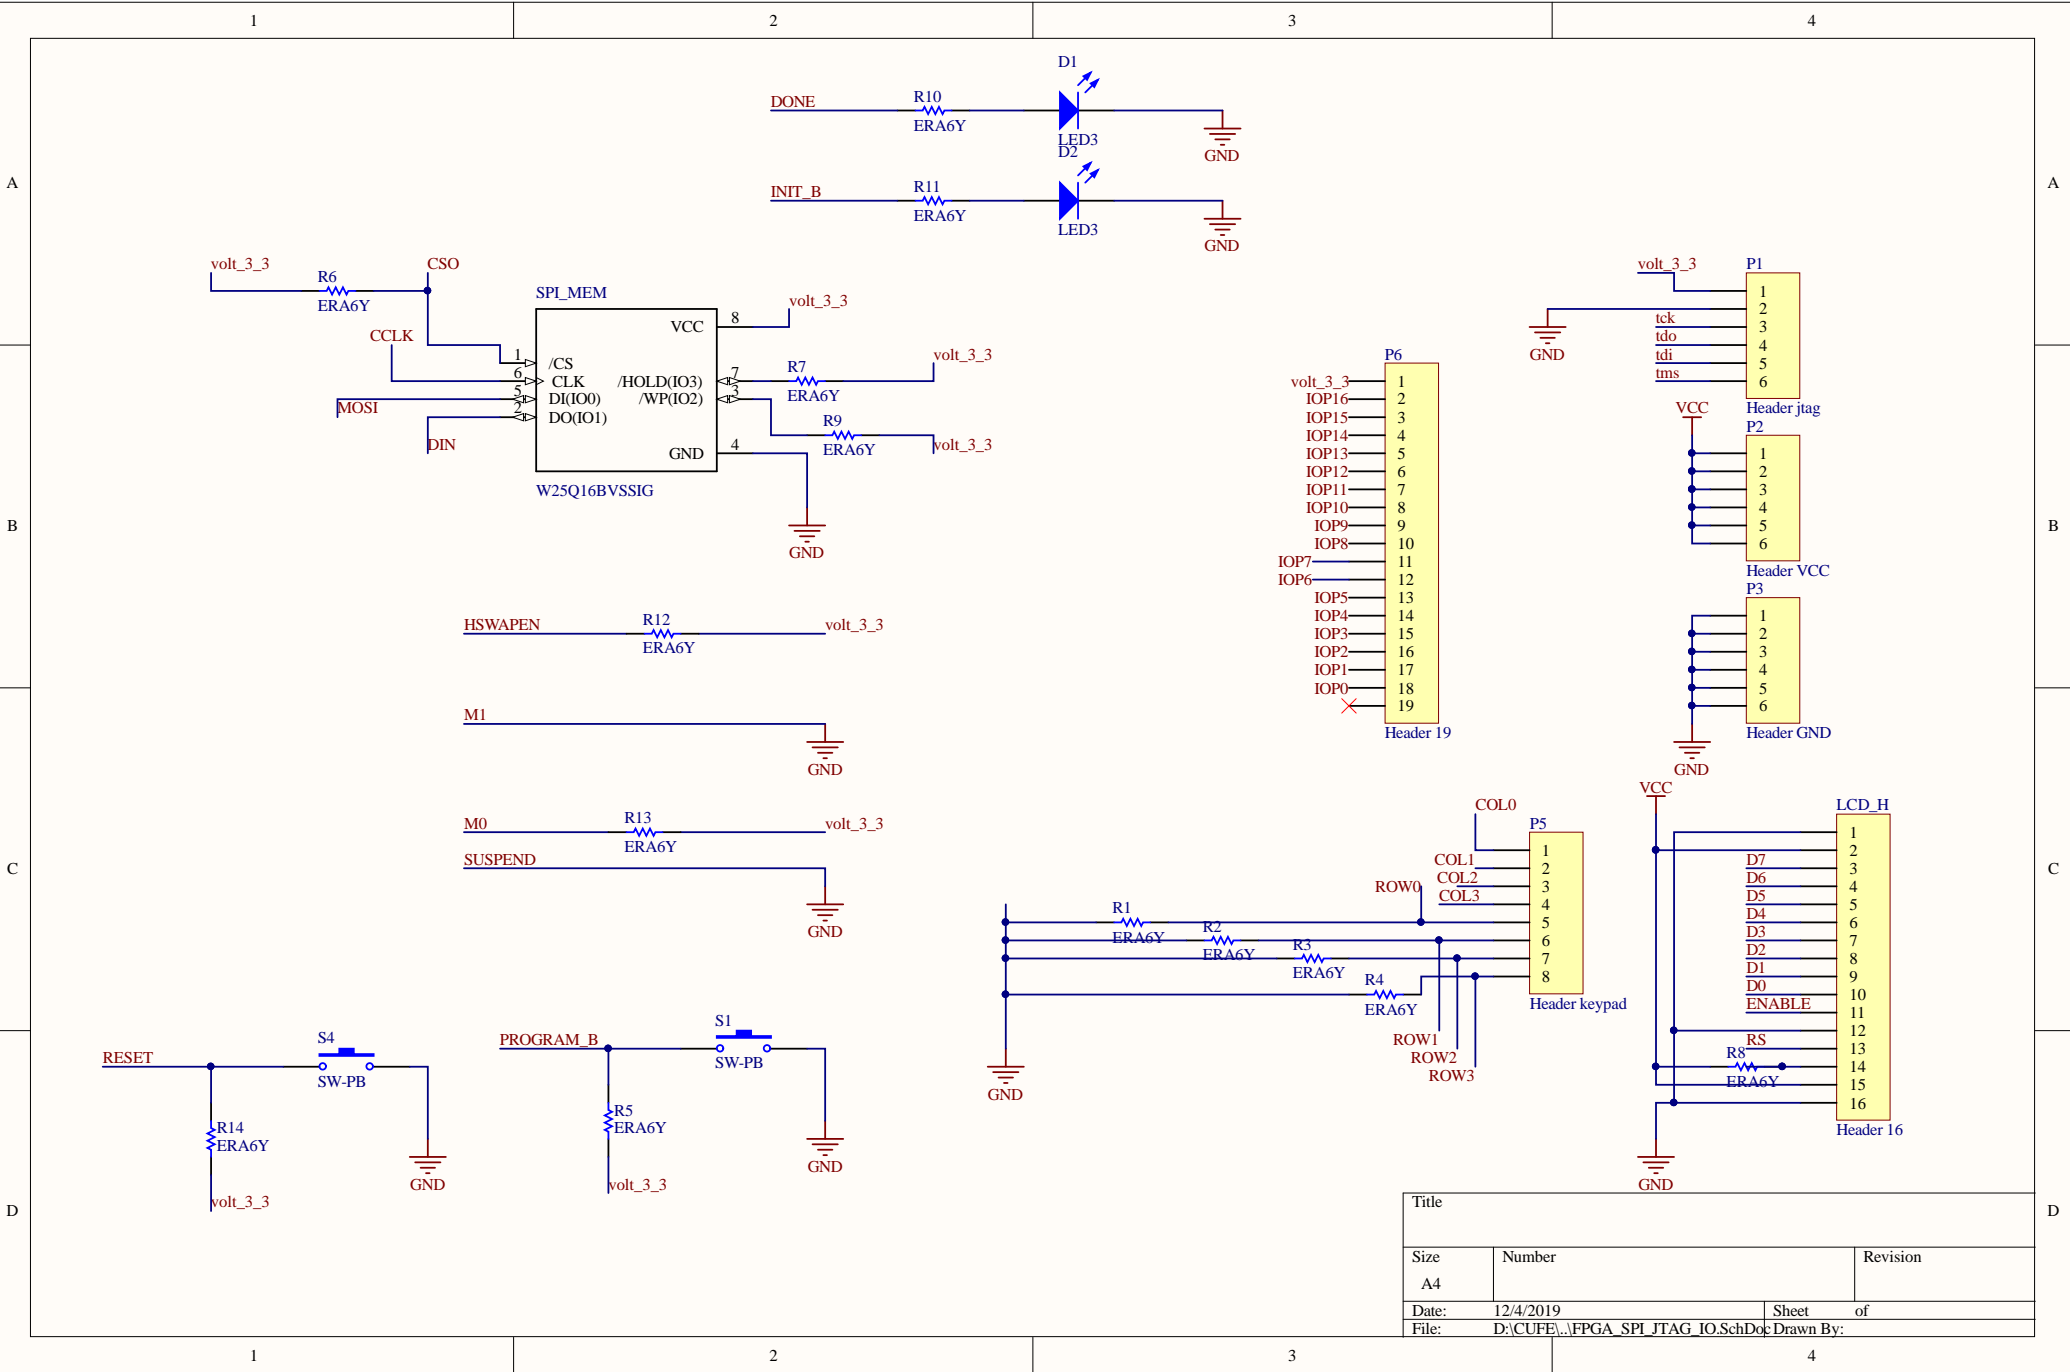 1
2
3
4
A
A
B
B
C
C
D
D
DONE
R10
ERA6Y
D1
LED3
GND
INIT_B
R11
ERA6Y
D2
LED3
GND
volt_3_3
R6
ERA6Y
CSO
CCLK
MOSI
DIN
SPI_MEM
VCC
8
volt_3_3
1
/CS
6
CLK
5
DI(IO0)
2
DO(IO1)
/HOLD(IO3)
7
/WP(IO2)
3
GND
4
W25Q16BVSSIG
R7
ERA6Y
volt_3_3
R9
ERA6Y
volt_3_3
GND
HSWAPEN
R12
ERA6Y
volt_3_3
M1
GND
M0
R13
ERA6Y
volt_3_3
SUSPEND
GND
RESET
S4
SW-PB
R14
ERA6Y
volt_3_3
GND
PROGRAM_B
S1
SW-PB
R5
ERA6Y
volt_3_3
GND
P6
volt_3_3 1
IOP16 2
IOP15 3
IOP14 4
IOP13 5
IOP12 6
IOP11 7
IOP10 8
IOP9 9
IOP8 10
IOP7 11
IOP6 12
IOP5 13
IOP4 14
IOP3 15
IOP2 16
IOP1 17
IOP0 18
19
Header 19
volt_3_3
P1
1
2
tck 3
tdo 4
tdi 5
tms 6
GND
Header jtag
VCC
P2
1
2
3
4
5
6
Header VCC
P3
1
2
3
4
5
6
Header GND
GND
COL0
P5
1
COL1 2
COL2 3
COL3 4
ROW0
5
6
7
8
Header keypad
R1
ERA6Y
R2
ERA6Y
R3
ERA6Y
R4
ERA6Y
ROW1
ROW2
ROW3
GND
VCC
LCD_H
1
2
D7 3
D6 4
D5 5
D4 6
D3 7
D2 8
D1 9
D0 10
ENABLE 11
12
RS 13
R8 14
ERA6Y 15
16
Header 16
GND
Title
Size Number Revision
A4
Date: 12/4/2019 Sheet of
File: D:\CUFE\..\FPGA_SPI_JTAG_IO.SchDoc Drawn By:
1
2
3
4